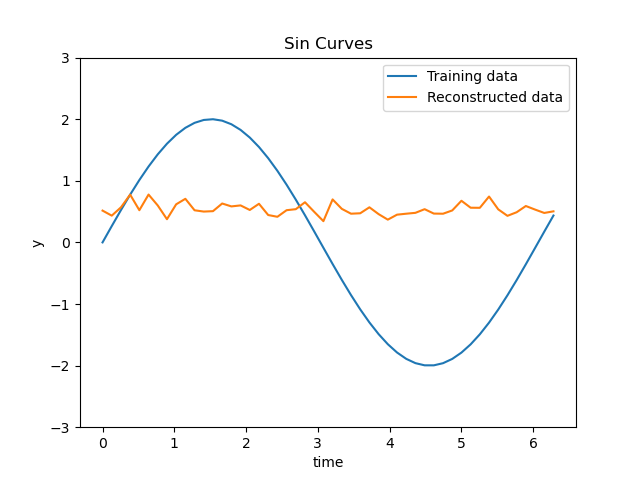 Sin Curves
Training data
Reconstructed data
3
2
1
0
−1
−2
−3
y
0 1 2 3 4 5 6
time